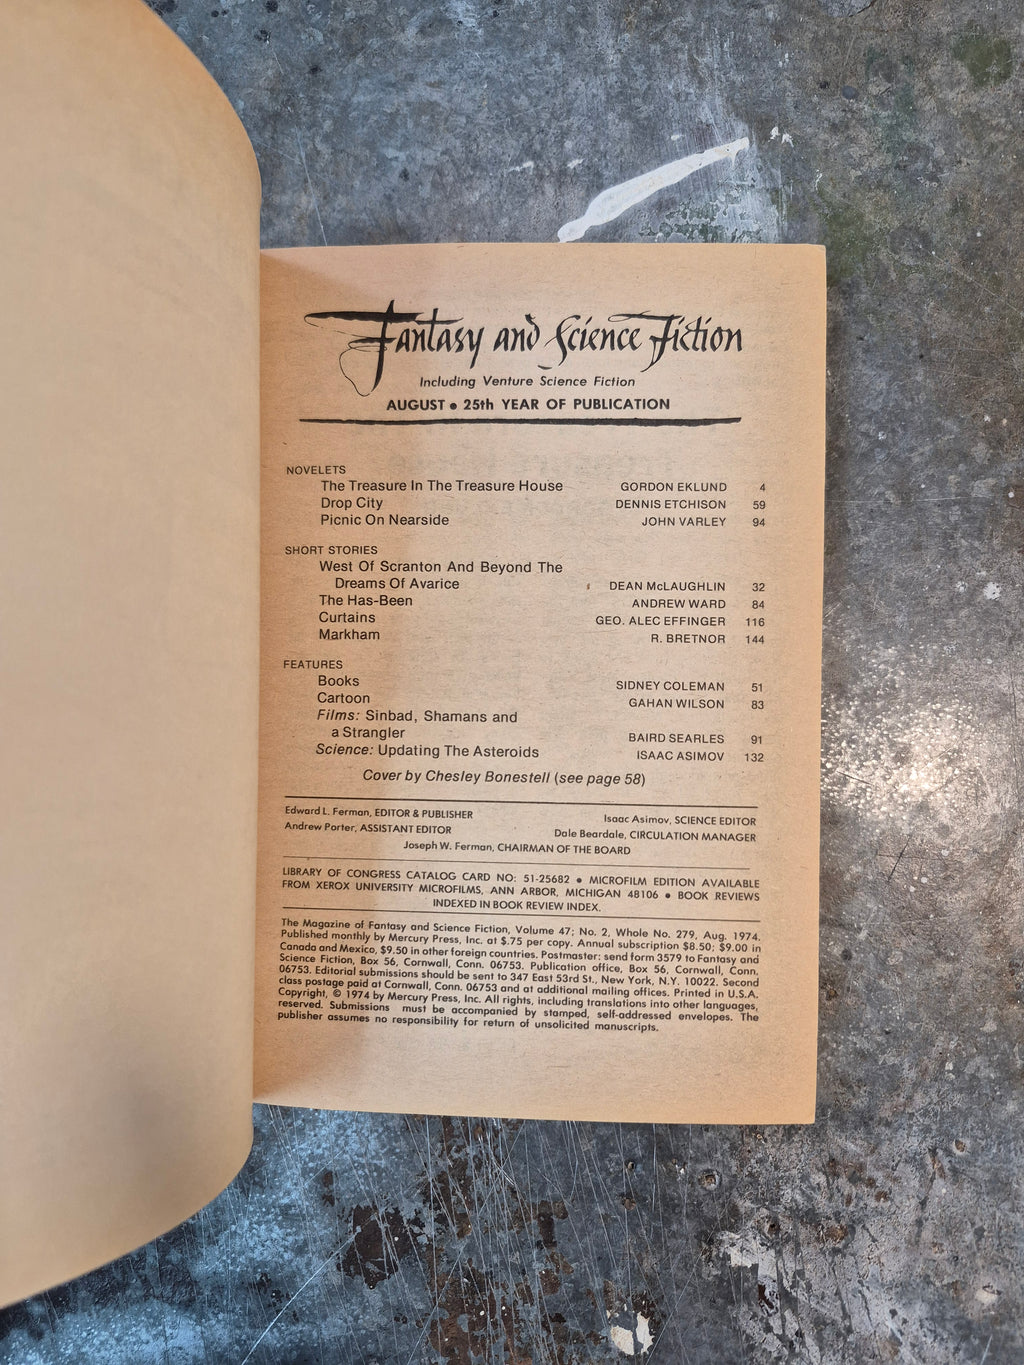 Fantasy and Science Fiction
Including Venture Science Fiction
AUGUST • 25th YEAR OF PUBLICATION
NOVELETS
The Treasure In The Treasure House GORDON EKLUND 4
Drop City DENNIS ETCHISON 59
Picnic On Nearside JOHN VARLEY 94
SHORT STORIES
West Of Scranton And Beyond The
Dreams Of Avarice DEAN McLAUGHLIN 32
The Has-Been ANDREW WARD 84
Curtains GEO. ALEC EFFINGER 116
Markham R. BRETNOR 144
FEATURES
Books SIDNEY COLEMAN 51
Cartoon GAHAN WILSON 83
Films: Sinbad, Shamans and
a Strangler BAIRD SEARLES 91
Science: Updating The Asteroids ISAAC ASIMOV 132
Cover by Chesley Bonestell (see page 58)
Edward L. Ferman, EDITOR & PUBLISHER Isaac Asimov, SCIENCE EDITOR
Andrew Porter, ASSISTANT EDITOR Dale Beardale, CIRCULATION MANAGER
Joseph W. Ferman, CHAIRMAN OF THE BOARD
LIBRARY OF CONGRESS CATALOG CARD NO: 51-25682 • MICROFILM EDITION AVAILABLE
FROM XEROX UNIVERSITY MICROFILMS, ANN ARBOR, MICHIGAN 48106 • BOOK REVIEWS
INDEXED IN BOOK REVIEW INDEX.
The Magazine of Fantasy and Science Fiction, Volume 47; No. 2, Whole No. 279, Aug. 1974.
Published monthly by Mercury Press, Inc. at $.75 per copy. Annual subscription $8.50; $9.00 in
Canada and Mexico, $9.50 in other foreign countries. Postmaster: send form 3579 to Fantasy and
Science Fiction, Box 56, Cornwall, Conn. 06753. Publication office, Box 56, Cornwall, Conn.
06753. Editorial submissions should be sent to 347 East 53rd St., New York, N.Y. 10022. Second
class postage paid at Cornwall, Conn. 06753 and at additional mailing offices. Printed in U.S.A.
Copyright, © 1974 by Mercury Press, Inc. All rights, including translations into other languages,
reserved. Submissions must be accompanied by stamped, self-addressed envelopes. The
publisher assumes no responsibility for return of unsolicited manuscripts.